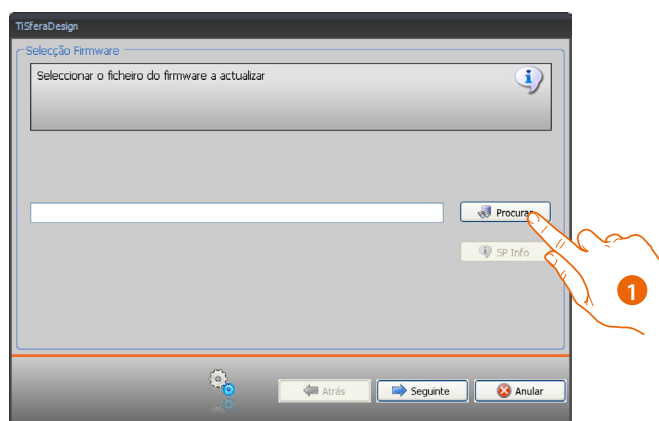 TiSferaDesign
Selecção Firmware
Seleccionar o ficheiro do firmware a actualizar
Procurar
SP Info
1
Atrás
Seguinte
Anular